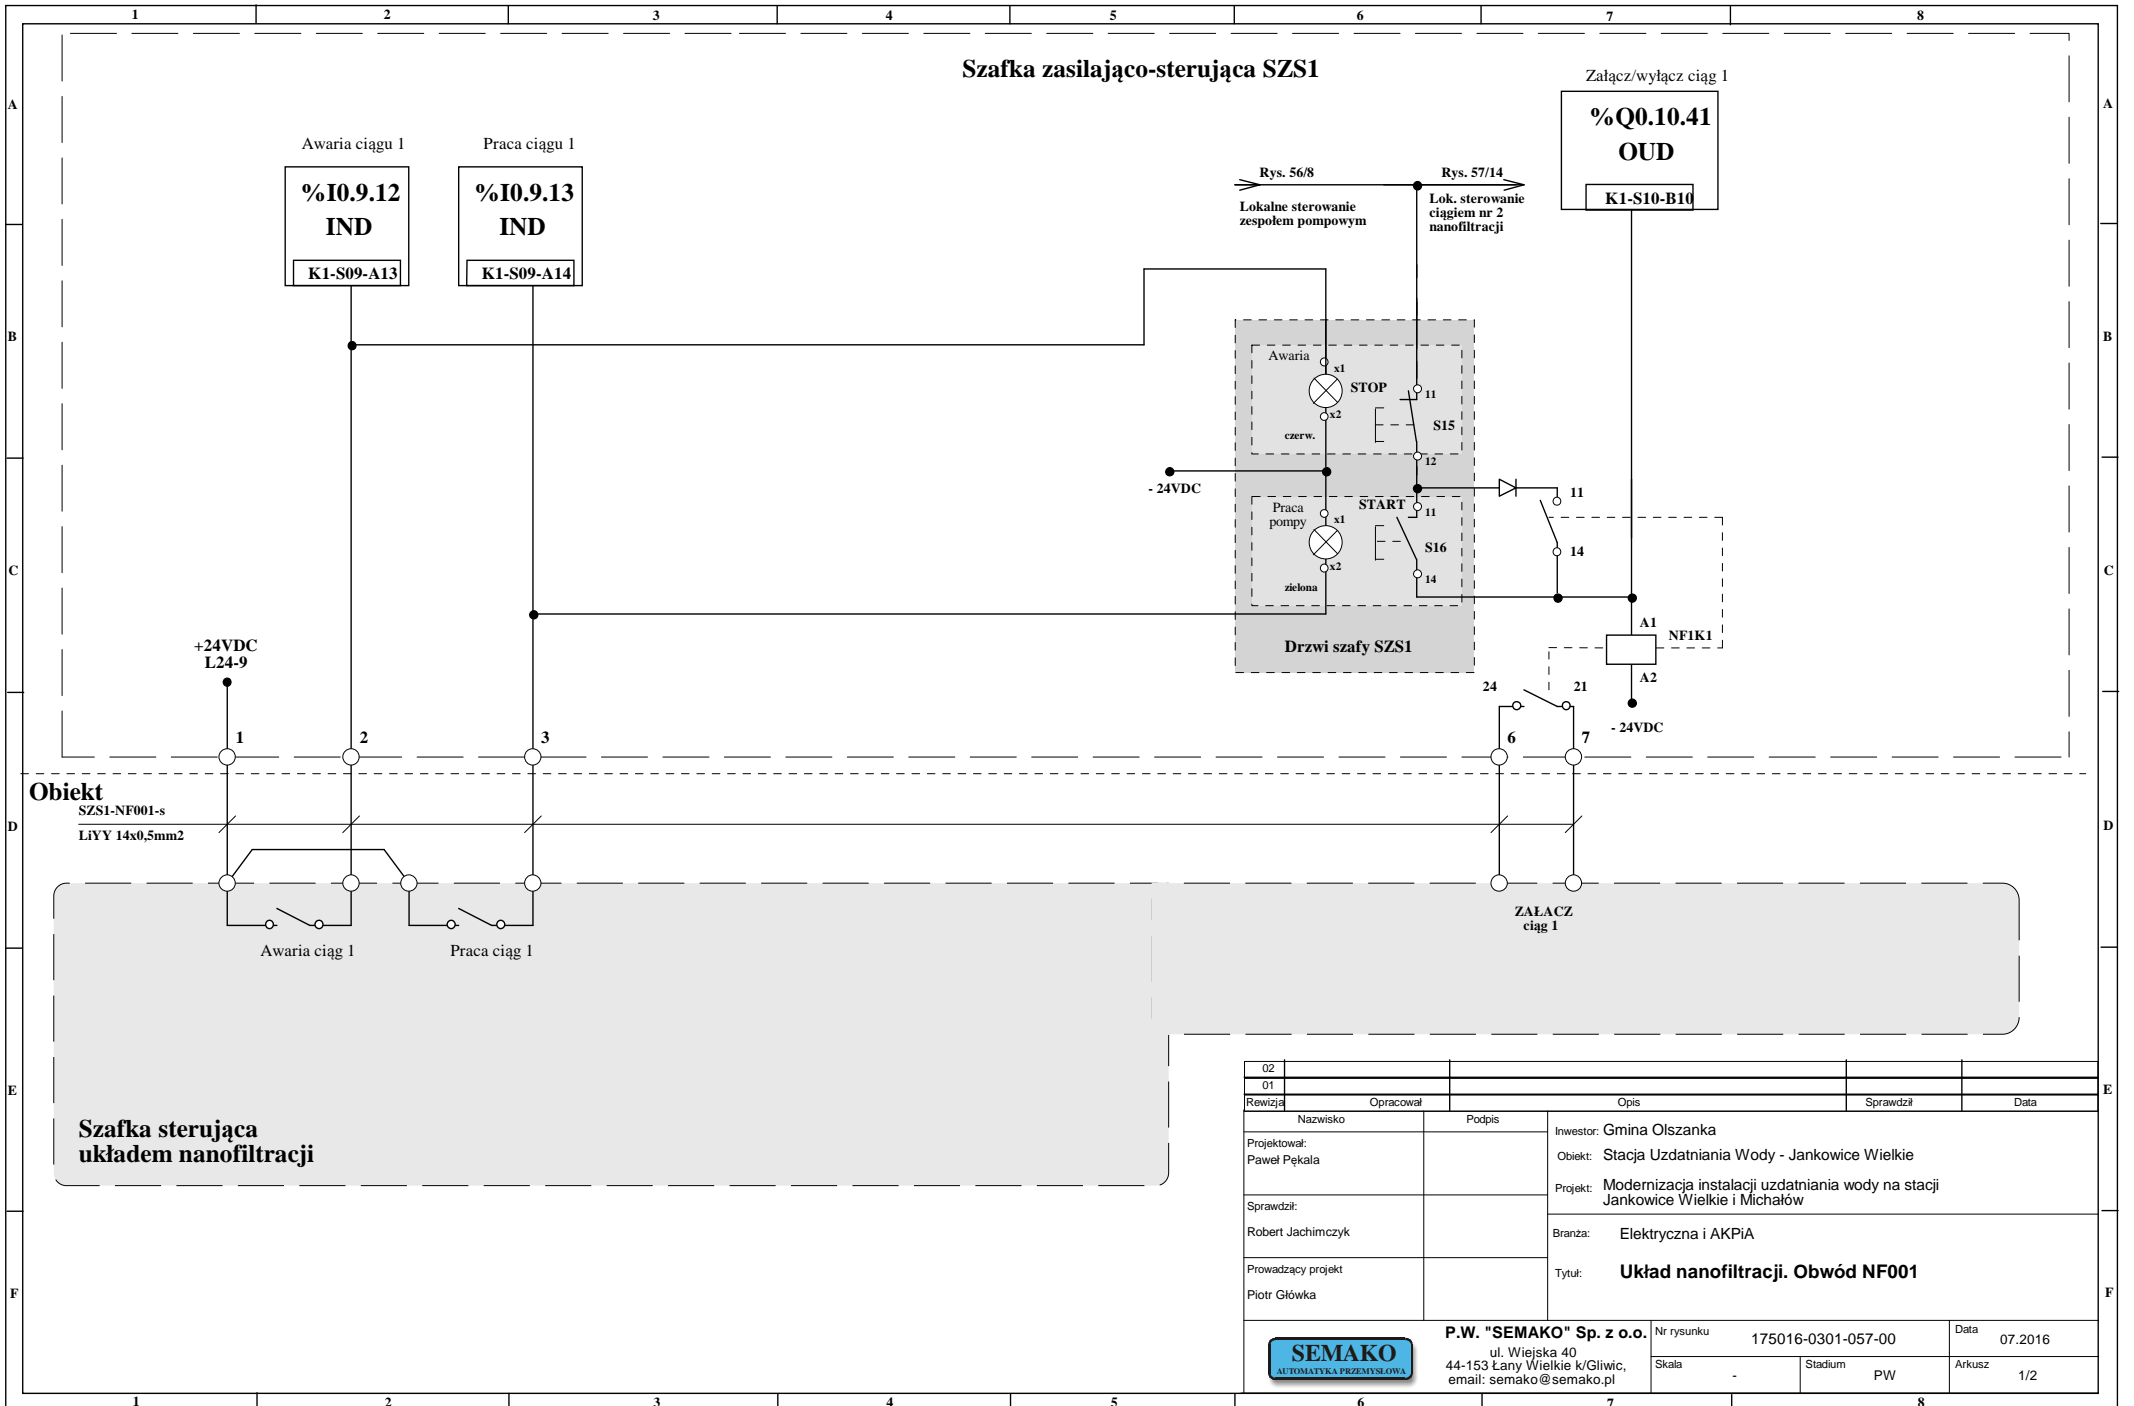 1 2 3 4 5 6 7 8
A A
B B
C C
D D
E E
F F
Szafka zasilająco-sterująca SZS1
Załącz/wyłącz ciąg 1
%Q0.10.41
OUD
K1-S10-B10
Awaria ciągu 1
%I0.9.12
IND
K1-S09-A13
Praca ciągu 1
%I0.9.13
IND
K1-S09-A14
Rys. 56/8
Lokalne sterowanie
zespołem pompowym
Rys. 57/14
Lok. sterowanie
ciągiem nr 2
nanofiltracji
Awaria
x1
STOP
x2
czerw.
11
S15
12
- 24VDC
Praca
pompy
x1
START
11
S16
x2
14
zielona
Drzwi szafy SZS1
11
14
A1
NF1K1
A2
- 24VDC
24
21
+24VDC
L24-9
1
2
3
6
7
Obiekt
SZS1-NF001-s
LiYY 14x0,5mm2
Awaria ciąg 1
Praca ciąg 1
ZAŁACZ
ciąg 1
Szafka sterująca
układem nanofiltracji
02
01
Rewizja Opracował Opis Sprawdził Data
Nazwisko Podpis
Projektował:
Paweł Pękala
Sprawdził:
Robert Jachimczyk
Prowadzący projekt
Piotr Główka
Inwestor: Gmina Olszanka
Obiekt: Stacja Uzdatniania Wody - Jankowice Wielkie
Projekt: Modernizacja instalacji uzdatniania wody na stacji
Jankowice Wielkie i Michałów
Branża: Elektryczna i AKPiA
Tytuł: Układ nanofiltracji. Obwód NF001
SEMAKO
AUTOMATYKA PRZEMYSŁOWA
P.W. "SEMAKO" Sp. z o.o.
ul. Wiejska 40
44-153 Łany Wielkie k/Gliwic,
email: semako@semako.pl
Nr rysunku 175016-0301-057-00
Data 07.2016
Skala -
Stadium PW
Arkusz 1/2
1 2 3 4 5 6 7 8